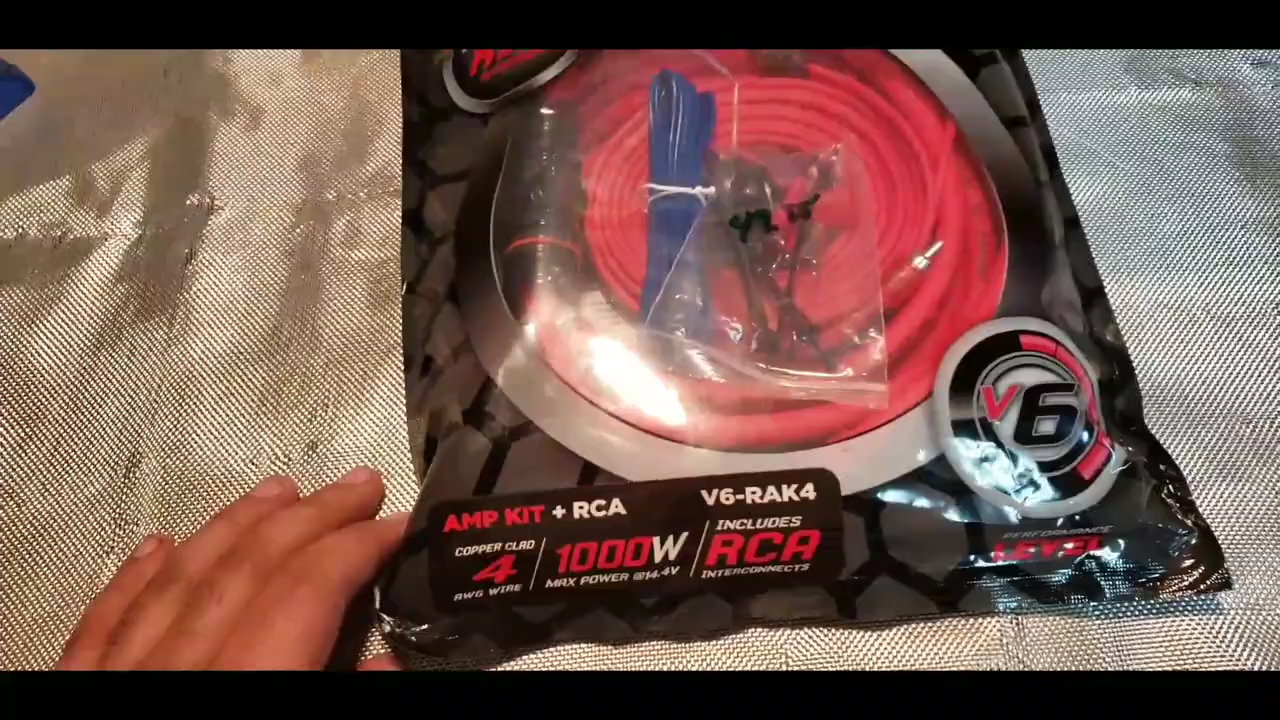 V6
AMP KIT + RCA
V6-RAK4
COPPER CLAD
4
AWG WIRE
1000W
MAX POWER @14.4V
INCLUDES
RCA
INTERCONNECTS
PERFORMANCE
LEVEL